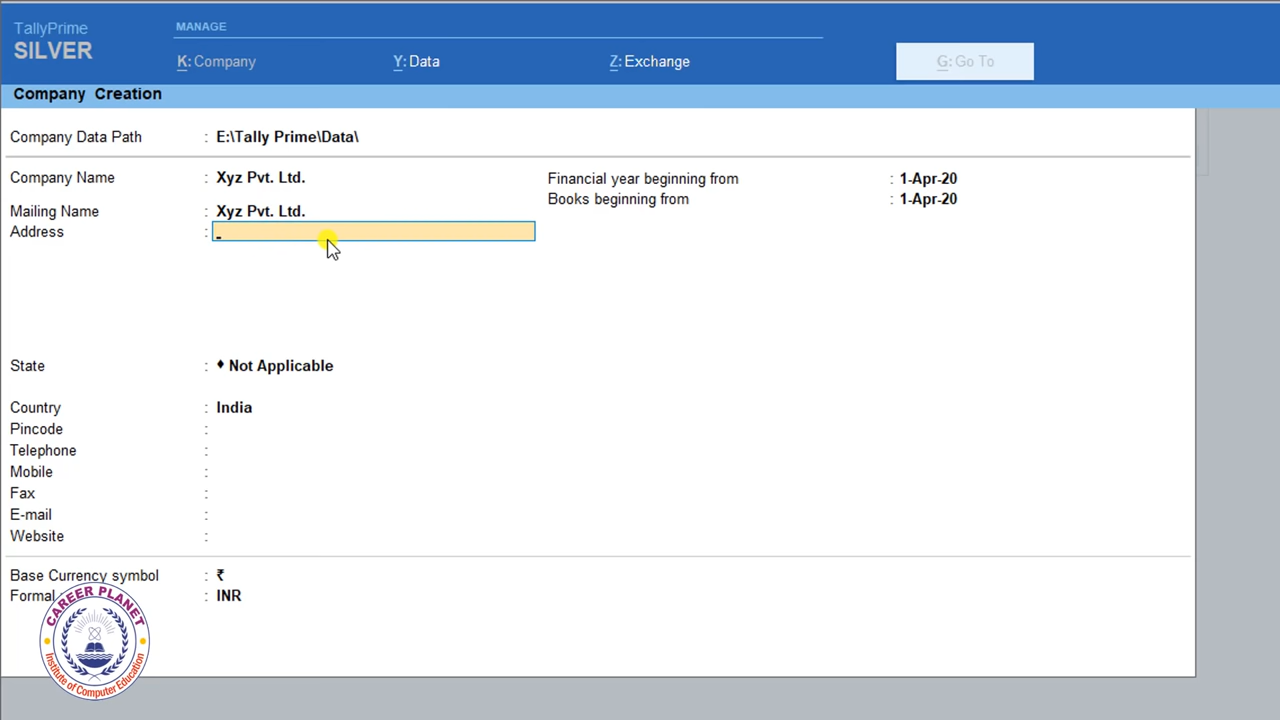 TallyPrime
SILVER
MANAGE
K: Company
Y: Data
Z: Exchange
G: Go To
Company Creation
Company Data Path : E:\Tally Prime\Data\
Company Name : Xyz Pvt. Ltd.
Financial year beginning from : 1-Apr-20
Books beginning from : 1-Apr-20
Mailing Name : Xyz Pvt. Ltd.
Address :
State : ♦ Not Applicable
Country : India
Pincode :
Telephone :
Mobile :
Fax :
E-mail :
Website :
Base Currency symbol : ₹
Formal : INR
CAREER PLANET
Institute of Computer Education